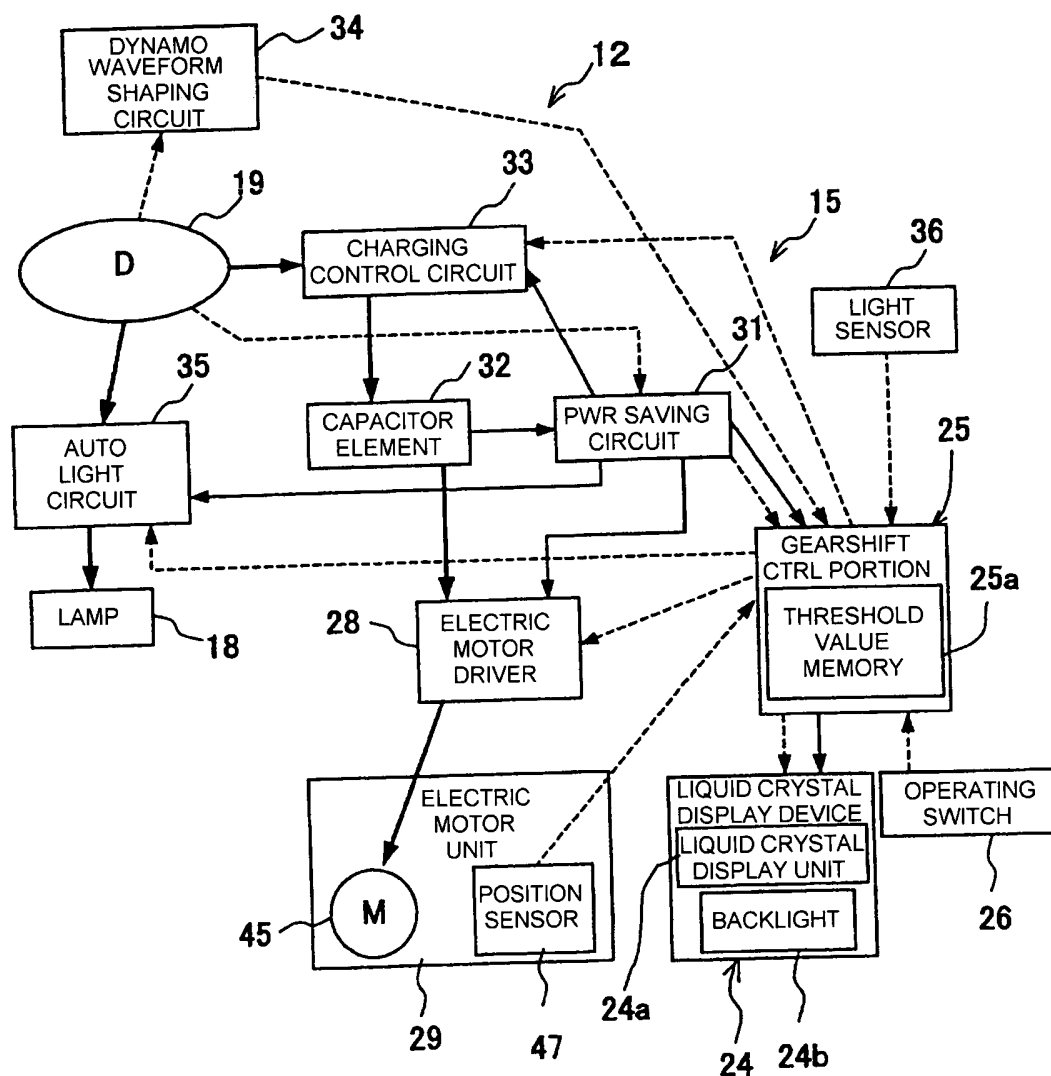 34
DYNAMO
WAVEFORM
SHAPING
CIRCUIT
12
33
19
15
D
CHARGING
CONTROL CIRCUIT
36
LIGHT
SENSOR
31
32
35
CAPACITOR
ELEMENT
PWR SAVING
CIRCUIT
25
AUTO
LIGHT
CIRCUIT
GEARSHIFT
CTRL PORTION
25a
THRESHOLD
VALUE
MEMORY
LAMP
18
28
ELECTRIC
MOTOR
DRIVER
ELECTRIC
MOTOR
UNIT
LIQUID CRYSTAL
DISPLAY DEVICE
OPERATING
SWITCH
LIQUID CRYSTAL
DISPLAY UNIT
POSITION
SENSOR
M
45
BACKLIGHT
26
29
47
24a
24
24b